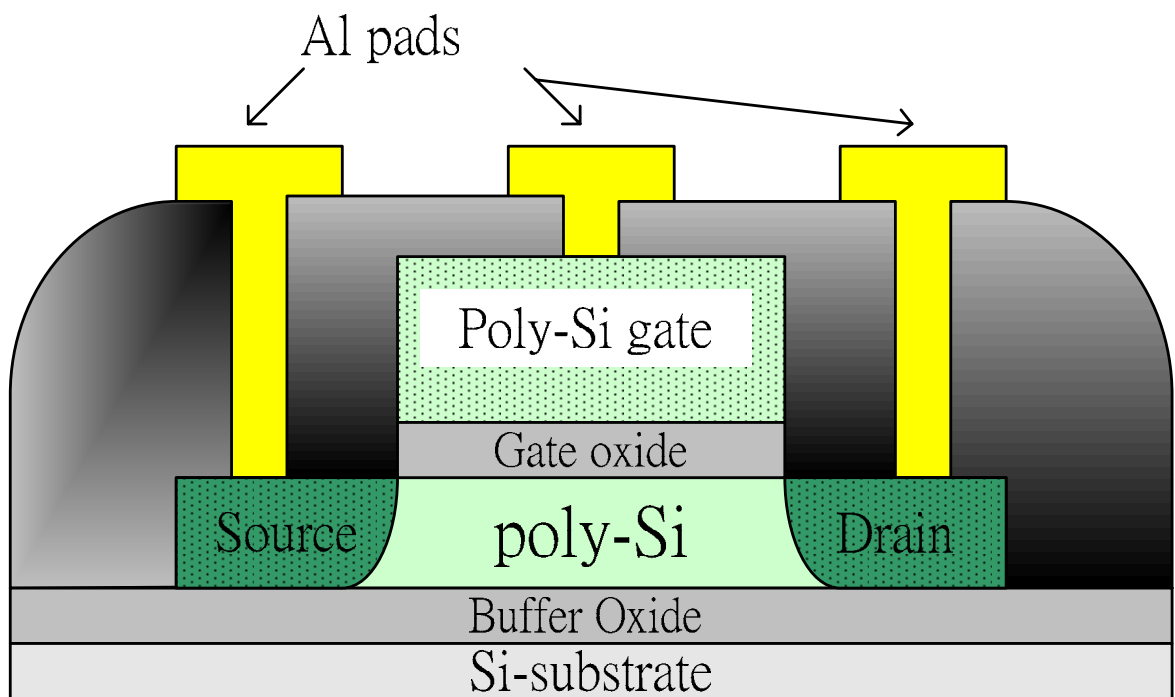 Al pads
Poly-Si gate
Gate oxide
Source
poly-Si
Drain
Buffer Oxide
Si-substrate